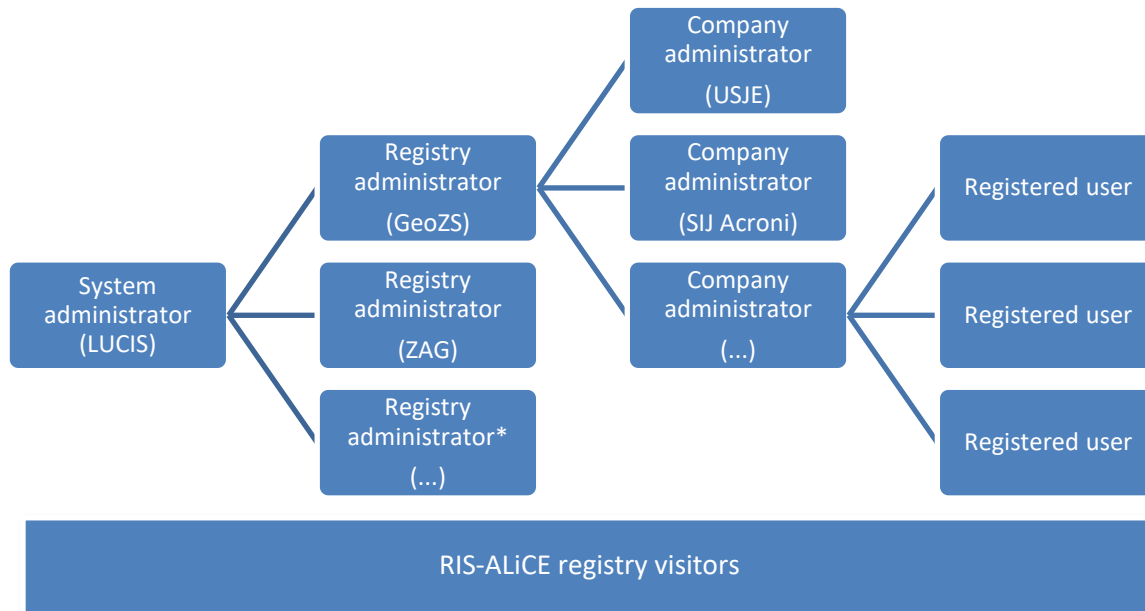 System
administrator
(LUCIS)
Registry
administrator
(GeoZS)
Registry
administrator
(ZAG)
Registry
administrator*
(...)
Company
administrator
(USJE)
Company
administrator
(SIJ Acroni)
Company
administrator
(...)
Registered user
Registered user
Registered user
RIS-ALiCE registry visitors